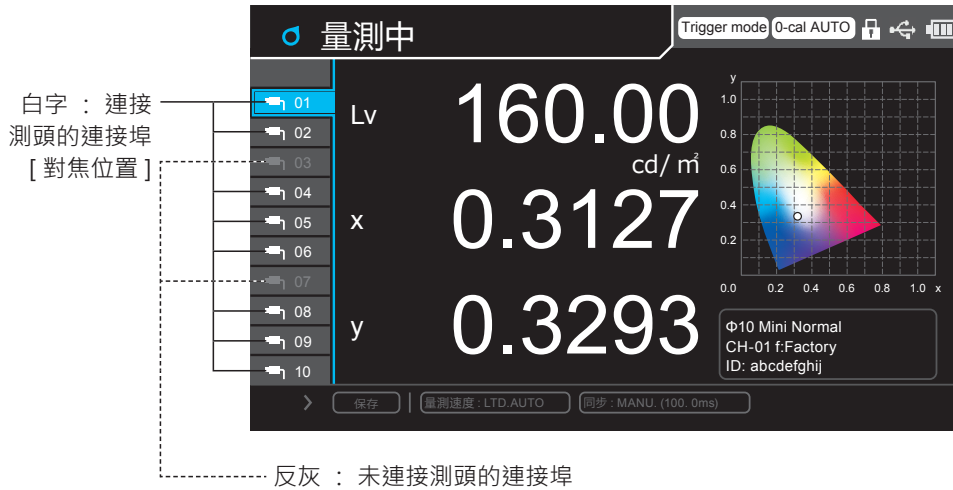 量測中
Trigger mode
0-cal AUTO
白字 ： 連接
測頭的連接埠
[ 對焦位置 ]
01
02
03
04
05
06
07
08
09
10
Lv
160.00
cd/ ㎡
x
0.3127
y
0.3293
y
1.0
0.8
0.6
0.4
0.2
0.0 0.2 0.4 0.6 0.8 1.0 x
Φ10 Mini Normal
CH-01 f:Factory
ID: abcdefghij
保存
量測速度 : LTD.AUTO
同步 : MANU. (100. 0ms)
反灰 ： 未連接測頭的連接埠